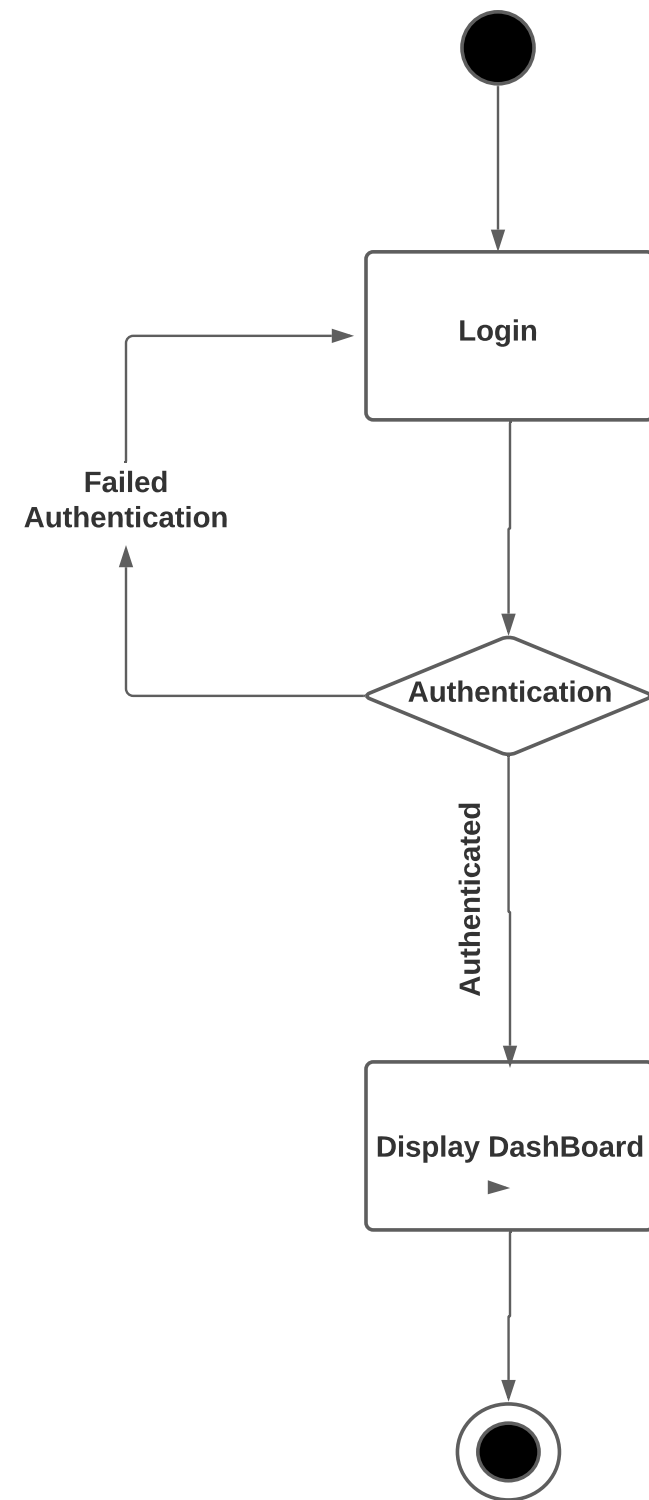 Login
Failed
Authentication
Authentication
Authenticated
Display DashBoard